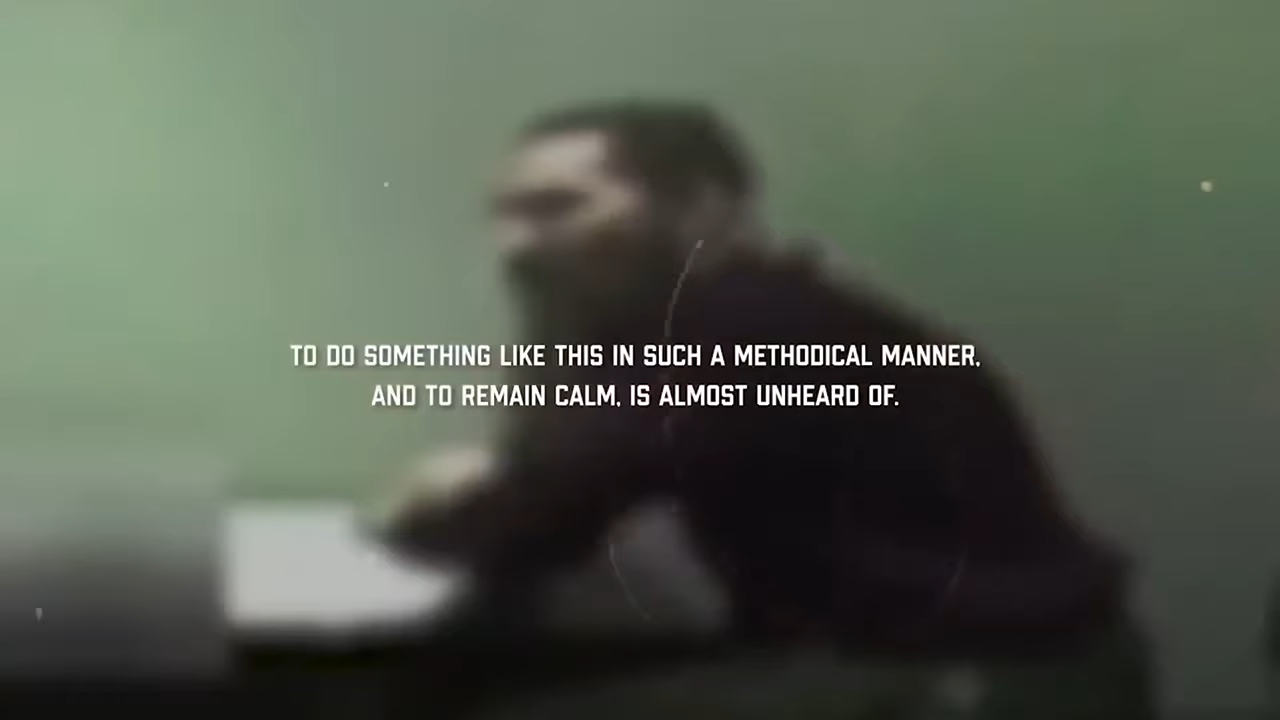 TO DO SOMETHING LIKE THIS IN SUCH A METHODICAL MANNER,
AND TO REMAIN CALM, IS ALMOST UNHEARD OF.